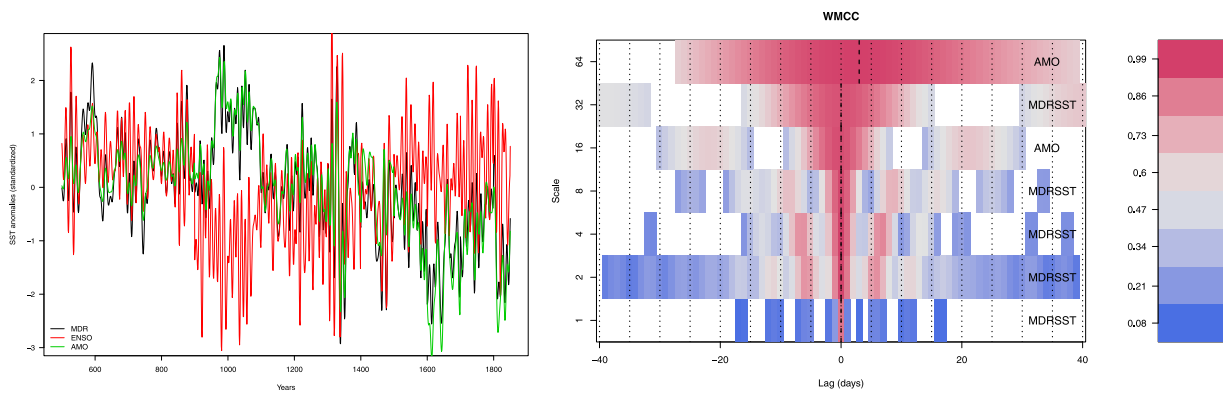 WMCC
SST anomalies (standardized)
2
1
0
−1
−2
−3
MDR
ENSO
AMO
600
800
1000
1200
1400
1600
1800
Years
Scale
64
32
16
8
4
2
1
AMO
MDRSST
AMO
MDRSST
MDRSST
MDRSST
MDRSST
−40
−20
0
20
40
Lag (days)
0,99
0,86
0,73
0,6
0,47
0,34
0,21
0,08